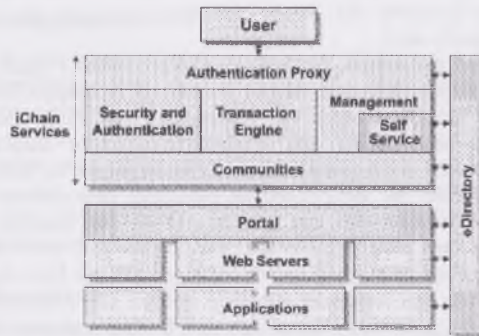 User
Authentication Proxy
iChain
Services
Security and
Authentication
Transaction
Engine
Management
Self
Service
Communities
Portal
Web Servers
Applications
eDirectory